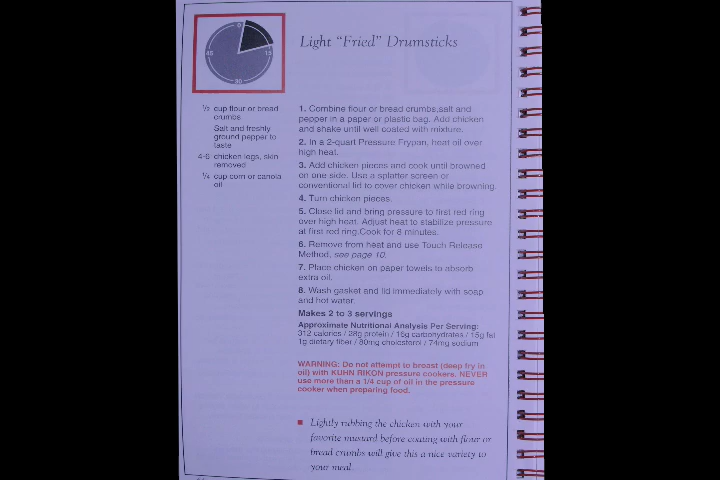 0
15
30
45
Light "Fried" Drumsticks
½ cup flour or bread
crumbs
Salt and freshly
ground pepper to
taste
4-6 chicken legs, skin
removed
¼ cup corn or canola
oil
1. Combine flour or bread crumbs,salt and
pepper in a paper or plastic bag. Add chicken
and shake until well coated with mixture.
2. In a 2-quart Pressure Frypan, heat oil over
high heat.
3. Add chicken pieces and cook until browned
on one side. Use a splatter screen or
conventional lid to cover chicken while browning.
4. Turn chicken pieces.
5. Close lid and bring pressure to first red ring
over high heat. Adjust heat to stabilize pressure
at first red ring.Cook for 8 minutes.
6. Remove from heat and use Touch Release
Method, see page 10.
7. Place chicken on paper towels to absorb
extra oil.
8. Wash gasket and lid immediately with soap
and hot water.
Makes 2 to 3 servings
Approximate Nutritional Analysis Per Serving:
312 calories / 28g protein / 16g carbohydrates / 15g fat
1g dietary fiber / 80mg cholesterol / 74mg sodium
WARNING: Do not attempt to breast (deep fry in
oil) with KUHN RIKON pressure cookers. NEVER
use more than a 1/4 cup of oil in the pressure
cooker when preparing food.
Lightly rubbing the chicken with your
favorite mustard before coating with flour or
bread crumbs will give this a nice variety to
your meal.